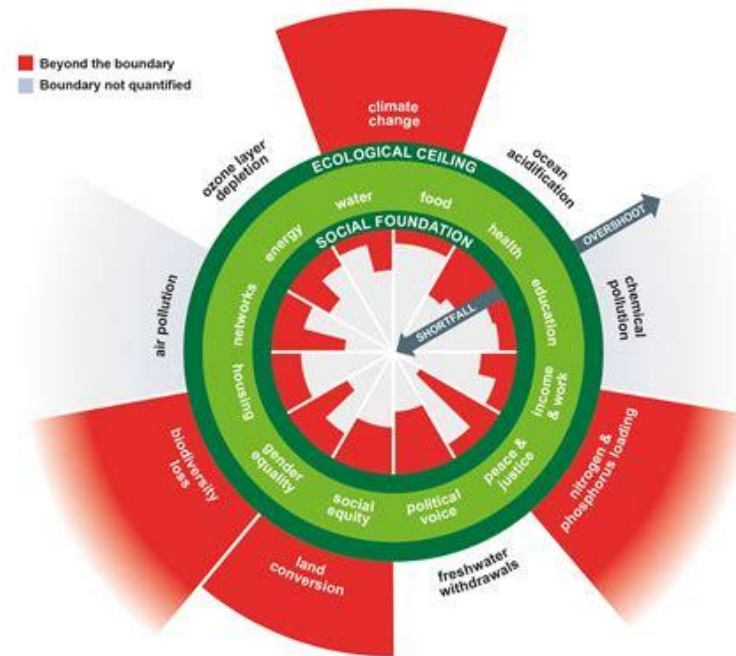 Beyond the boundary
Boundary not quantified
climate
change
ozone layer
depletion
ECOLOGICAL CEILING
ocean
acidification
water
food
energy
health
SOCIAL FOUNDATION
OVERSHOOT
air pollution
networks
SHORTFALL
education
chemical
pollution
housing
income
& work
biodiversity
loss
gender
equality
social
equity
political
voice
peace &
justice
nitrogen &
phosphorus loading
land
conversion
freshwater
withdrawals